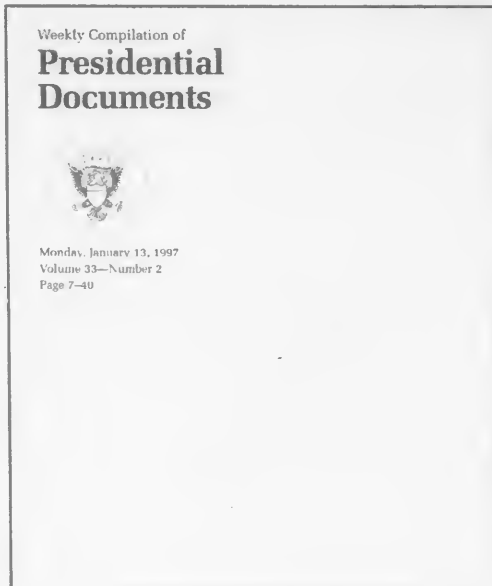 Weekly Compilation of
Presidential
Documents
Monday, January 13, 1997
Volume 33—Number 2
Page 7–40